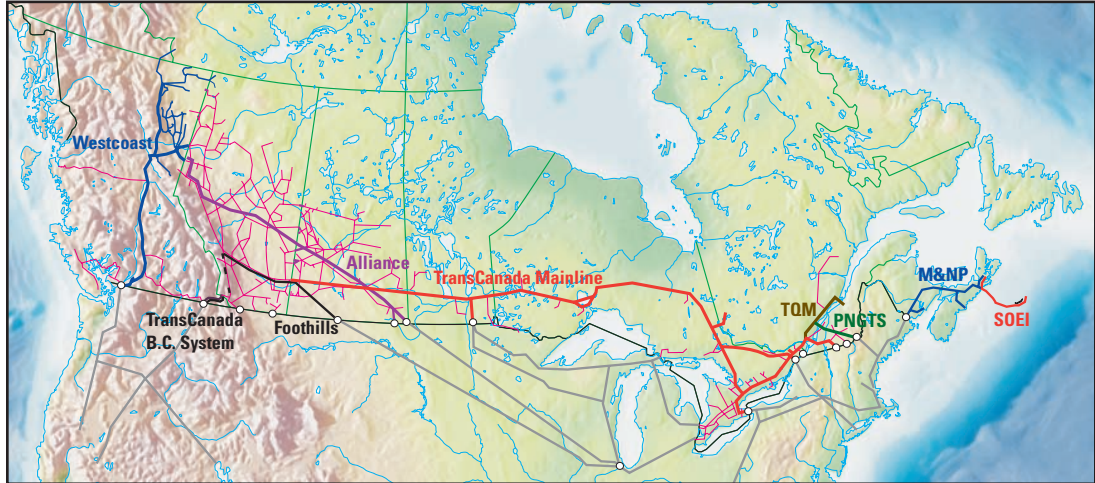 Westcoast
Alliance
TransCanada Mainline
TransCanada
B.C. System
Foothills
TQM
PNGTS
M&NP
SOEI